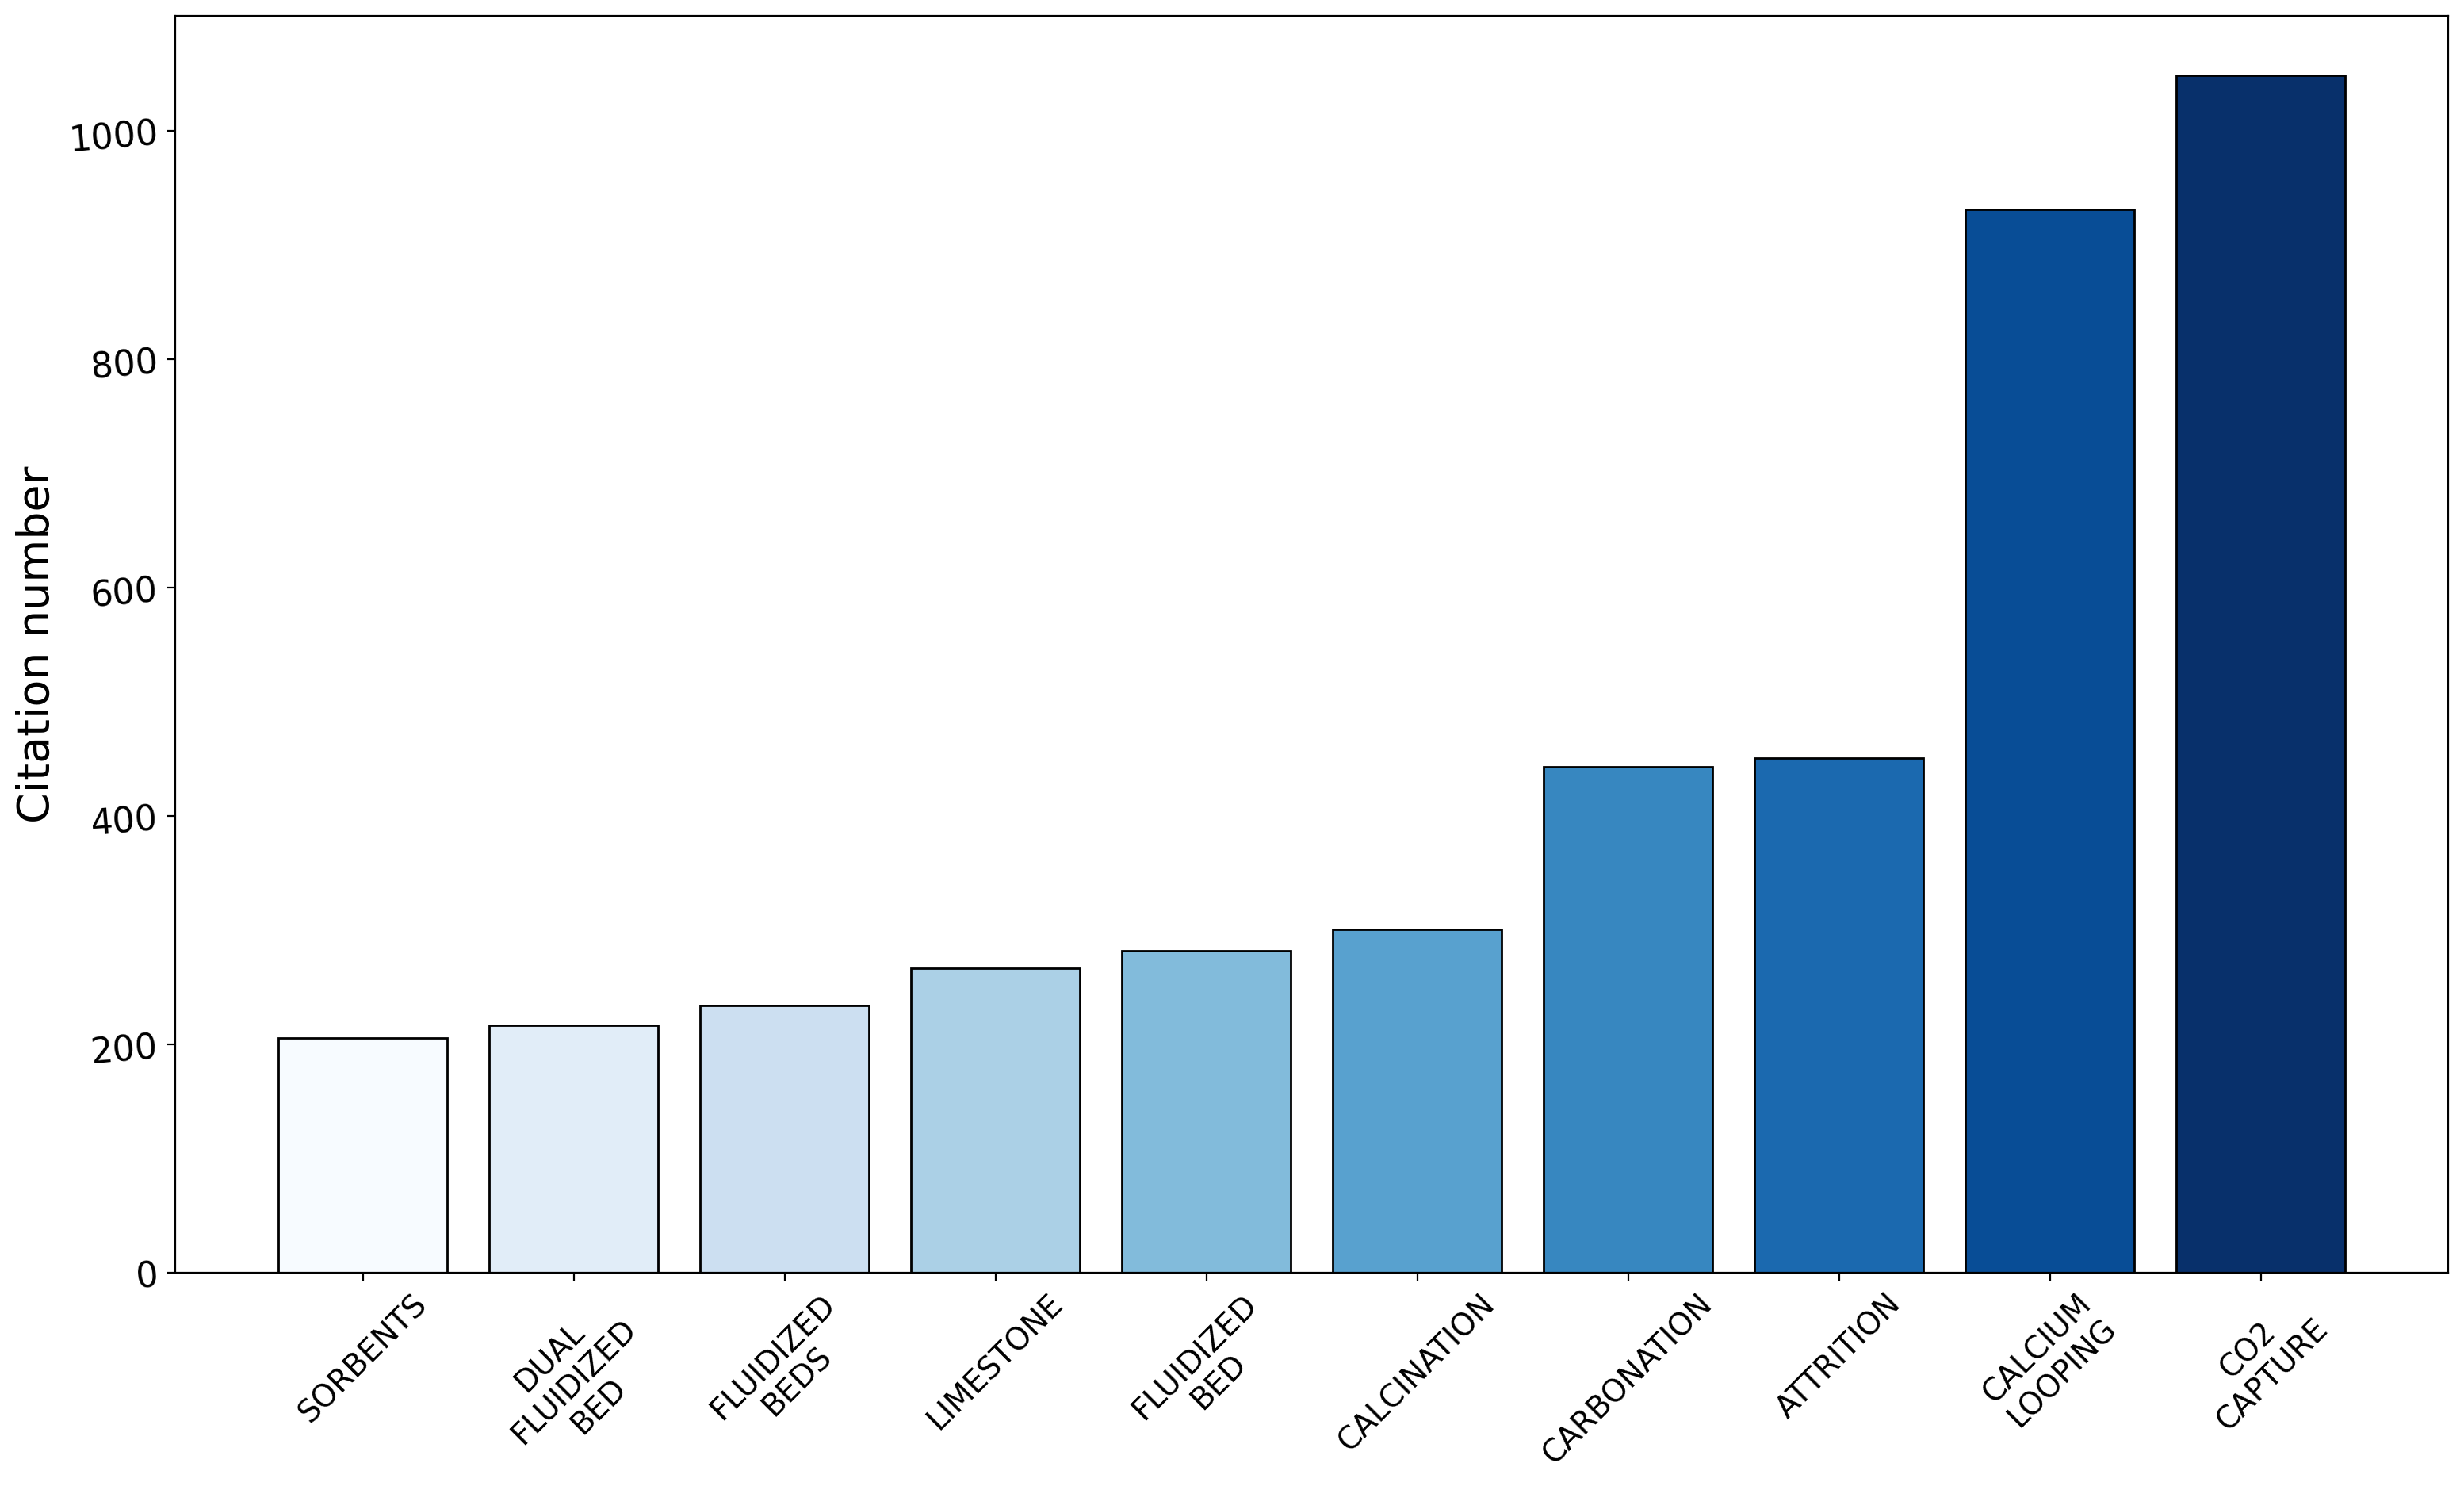 Citation number
1000
800
600
400
200
0
SORBENTS
DUAL
FLUIDIZED
BED
FLUIDIZED
BEDS
LIMESTONE
FLUIDIZED
BED
CALCINATION
CARBONATION
ATTRITION
CALCIUM
LOOPING
CO2
CAPTURE